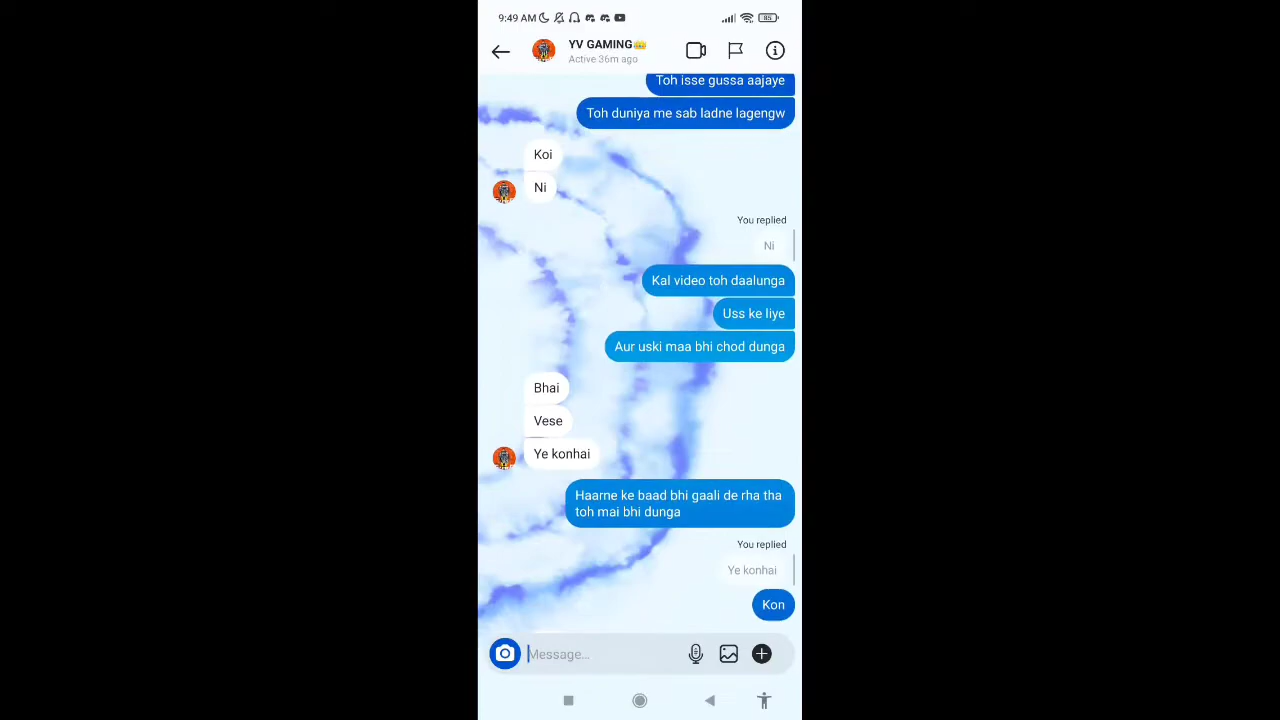 9:49 AM
85
YV GAMING👑
Active 36m ago
Toh isse gussa aajaye
Toh duniya me sab ladne lagengw
Koi
Ni
You replied
Ni
Kal video toh daalunga
Uss ke liye
Aur uski maa bhi chod dunga
Bhai
Vese
Ye konhai
Haarne ke baad bhi gaali de rha tha
toh mai bhi dunga
You replied
Ye konhai
Kon
Message...